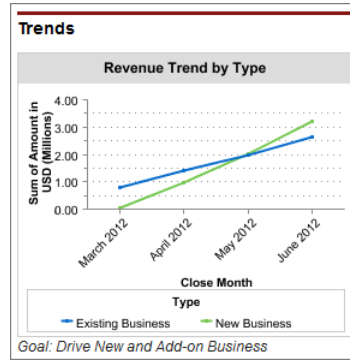 Trends
Revenue Trend by Type
Sum of Amount in
USD (Millions)
4.00
3.00
2.00
1.00
0.00
March 2012
April 2012
May 2012
June 2012
Close Month
Type
Existing Business
New Business
Goal: Drive New and Add-on Business